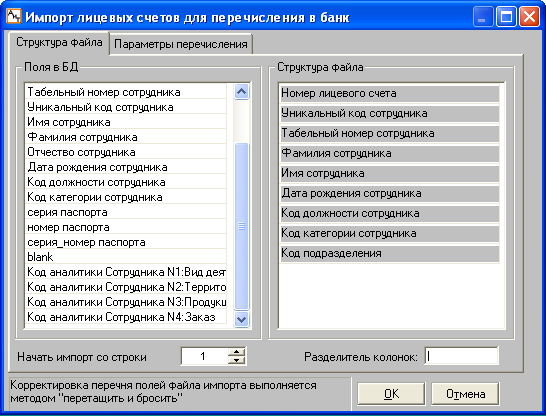 Импорт лицевых счетов для перечисления в банк
Структура файла
Параметры перечисления
Поля в БД
Табельный номер сотрудника
Уникальный код сотрудника
Имя сотрудника
Фамилия сотрудника
Отчество сотрудника
Дата рождения сотрудника
Код должности сотрудника
Код категории сотрудника
серия паспорта
номер паспорта
серия_номер паспорта
blank
Код аналитики Сотрудника N1:Вид деят
Код аналитики Сотрудника N2:Террито
Код аналитики Сотрудника N3:Продукц
Код аналитики Сотрудника N4:Заказ
Структура файла
Номер лицевого счета
Уникальный код сотрудника
Табельный номер сотрудника
Фамилия сотрудника
Имя сотрудника
Дата рождения сотрудника
Код должности сотрудника
Код категории сотрудника
Код подразделения
Начать импорт со строки 1
Разделитель колонок:
Корректировка перечня полей файла импорта выполняется
методом "перетащить и бросить"
OK
Отмена